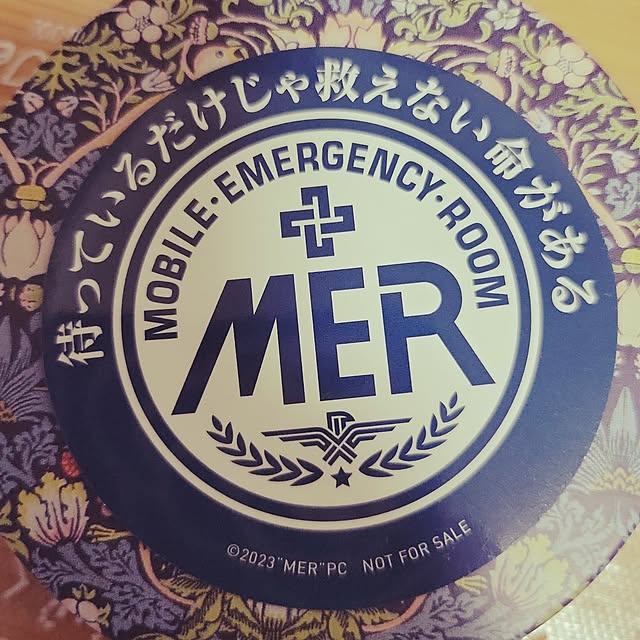 待っているだけじゃ救えない命がある
MOBILE・EMERGENCY・ROOM
MER
©2023"MER"PC NOT FOR SALE